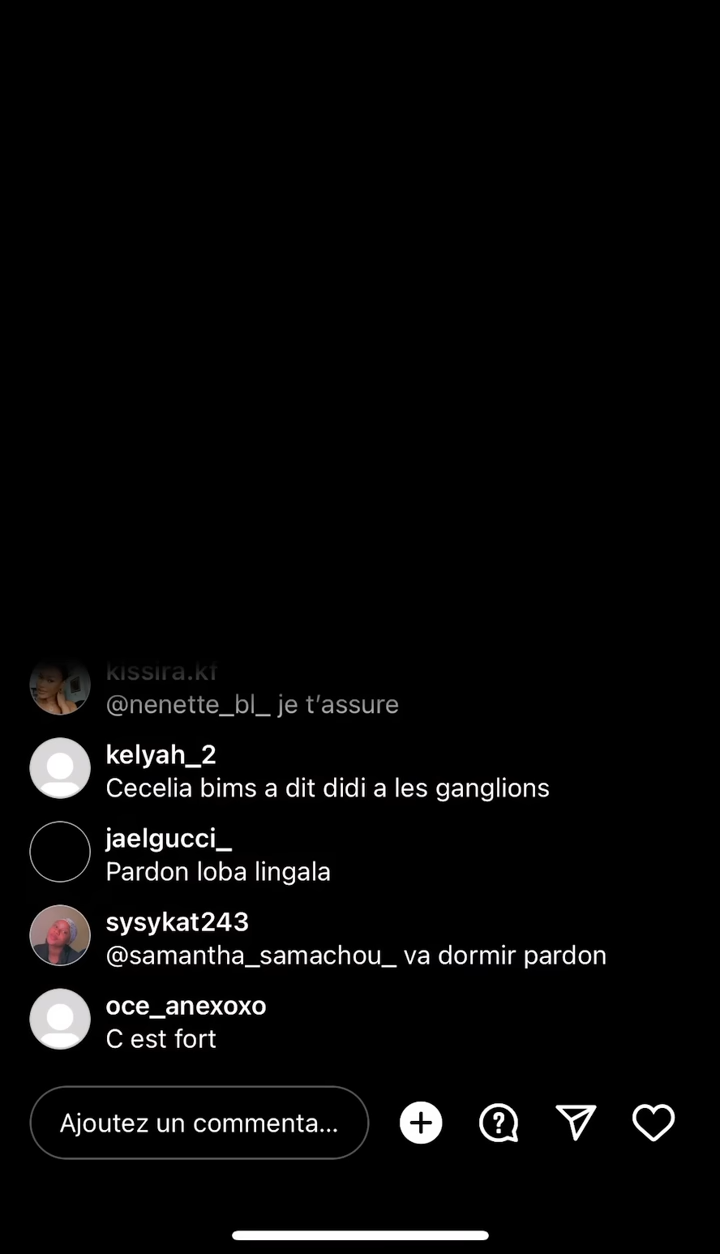 kissira.kf
@nenette_bl_ je t’assure
kelyah_2
Cecelia bims a dit didi a les ganglions
jaelgucci_
Pardon loba lingala
sysykat243
@samantha_samachou_ va dormir pardon
oce_anexoxo
C est fort
Ajoutez un commenta...